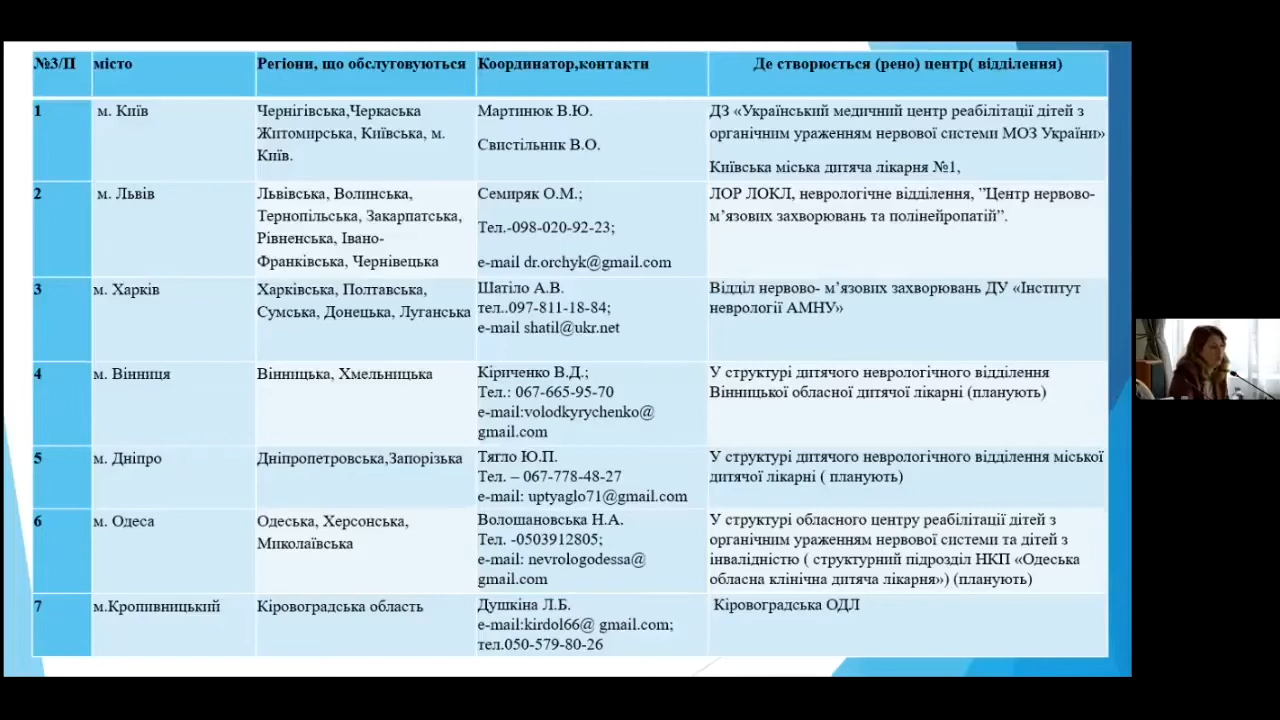 №З/П місто Регіони, що обслуговуються Координатор,контакти Де створюється (рено) центр( відділення)
1 м. Київ Чернігівська,Черкаська
Житомирська, Київська, м.
Київ.
Мартинюк В.Ю.
Свистільник В.О.
ДЗ «Український медичний центр реабілітації дітей з
органічним ураженням нервової системи МОЗ України»
Київська міська дитяча лікарня №1,
2 м. Львів Львівська, Волинська,
Тернопільська, Закарпатська,
Рівненська, Івано-
Франківська, Чернівецька
Семиряк О.М.;
Тел.-098-020-92-23;
e-mail dr.orchyk@gmail.com
ЛОР ЛОКЛ, неврологічне відділення, ”Центр нервово-
м’язових захворювань та полінейропатій”.
3 м. Харків Харківська, Полтавська,
Сумська, Донецька, Луганська
Шатіло А.В.
тел..097-811-18-84;
e-mail shatil@ukr.net
Відділ нервово- м’язових захворювань ДУ «Інститут
неврології АМНУ»
4 м. Вінниця Вінницька, Хмельницька
Кіриченко В.Д.;
Тел.: 067-665-95-70
e-mail:volodkyrychenko@
gmail.com
У структурі дитячого неврологічного відділення
Вінницької обласної дитячої лікарні (планують)
5 м. Дніпро Дніпропетровська,Запорізька
Тягло Ю.П.
Тел. – 067-778-48-27
e-mail: uptyaglo71@gmail.com
У структурі дитячого неврологічного відділення міської
дитячої лікарні ( планують)
6 м. Одеса Одеська, Херсонська,
Миколаївська
Волошановська Н.А.
Тел. -0503912805;
e-mail: nevrologodessa@
gmail.com
У структурі обласного центру реабілітації дітей з
органічним ураженням нервової системи та дітей з
інвалідністю ( структурний підрозділ НКП «Одеська
обласна клінічна дитяча лікарня») (планують)
7 м.Кропивницький Кіровоградська область
Душкіна Л.Б.
e-mail:kirdol66@ gmail.com;
тел.050-579-80-26
Кіровоградська ОДЛ